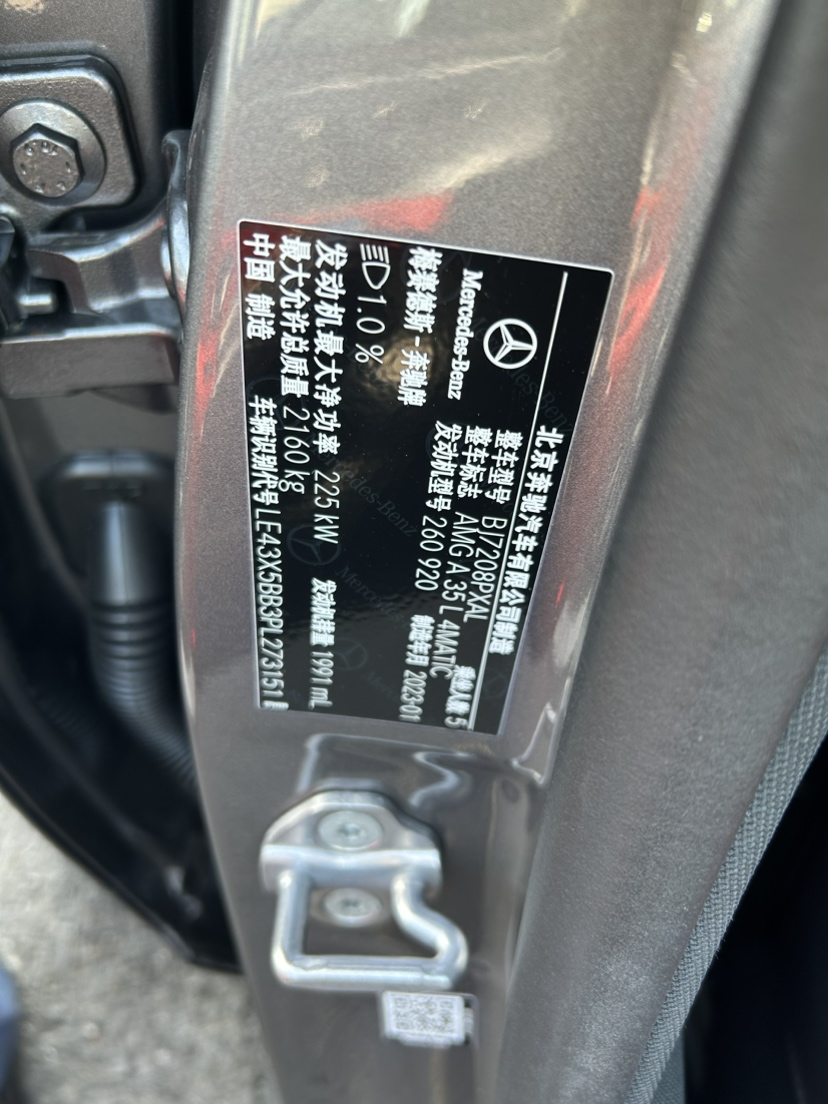 北京奔驰汽车有限公司制造
整车型号 BJ7208PXAL 乘坐人数 5
整车标志 AMG A 35 L 4MATIC
发动机型号 260 920 制造年月 2023-01
Mercedes-Benz
梅赛德斯-奔驰牌
1.0 %
发动机最大净功率 225 kW 发动机排量 1991 mL
最大允许总质量 2160 kg
中国 制造 车辆识别代号 LE43X5BB3PL273151